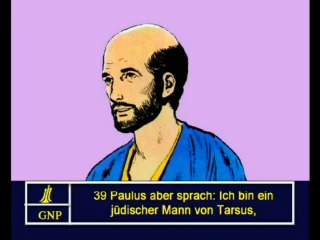 39 Paulus aber sprach: Ich bin ein
jüdischer Mann von Tarsus,
GNP